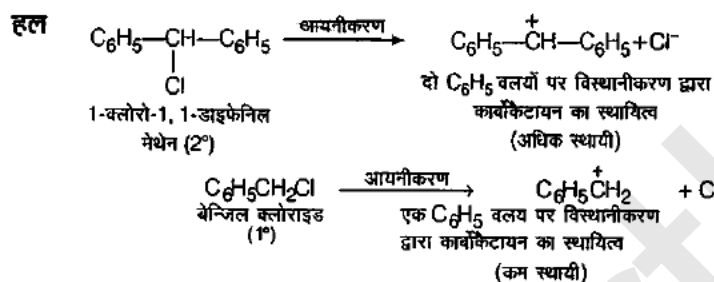 हल
C₆H₅—CH—C₆H₅ आयनीकरण C₆H₅—C⁺H—C₆H₅+Cl⁻
Cl
1-क्लोरो-1, 1-डाइफेनिल
मेथेन (2°)
दो C₆H₅ वलयों पर विस्थानीकरण द्वारा
कार्बोकैटायन का स्थायित्व
(अधिक स्थायी)
C₆H₅CH₂Cl आयनीकरण C₆H₅C⁺H₂ + C
बेन्जिल क्लोराइड
(1°)
एक C₆H₅ वलय पर विस्थानीकरण
द्वारा कार्बोकैटायन का स्थायित्व
(कम स्थायी)